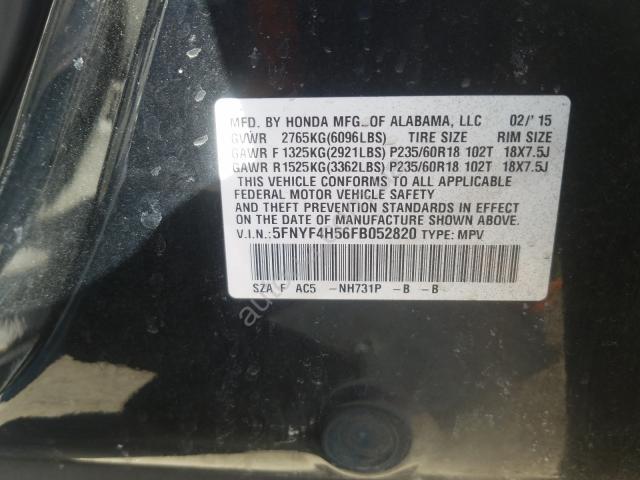 MFD. BY HONDA MFG. OF ALABAMA, LLC 02/'15
GVWR 2765KG(6096LBS) TIRE SIZE RIM SIZE
GAWR F 1325KG(2921LBS) P235/60R18 102T 18X7.5J
GAWR R1525KG(3362LBS) P235/60R18 102T 18X7.5J
THIS VEHICLE CONFORMS TO ALL APPLICABLE
FEDERAL MOTOR VEHICLE SAFETY
AND THEFT PREVENTION STANDARDS IN EFFECT
ON THE DATE OF MANUFACTURE SHOWN ABOVE.
V.I.N.:5FNYF4H56FB052820 TYPE: MPV
SZA F AC5 -NH731P -B -B